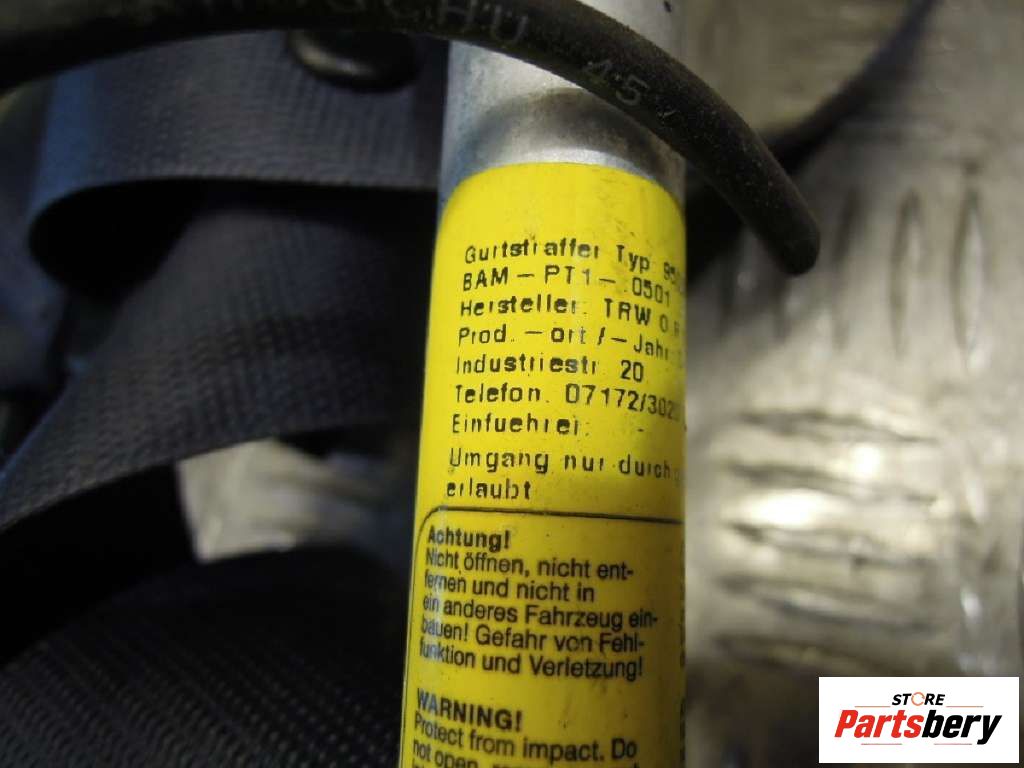 45
Gurtstraffer Typ
BAM-PT1-.0501
Hersteller: TRW
Prod.-ort/-Jahr:
Industriestr. 20
Telefon. 07172/302
Einfuehrer: -
Umgang nur durch
erlaubt
Achtung!
Nicht öffnen, nicht ent-
fernen und nicht in
ein anderes Fahrzeug ein-
bauen! Gefahr von Fehl-
funktion und Verletzung!
WARNING!
Protect from impact. Do
not open,
STORE
Partsbery